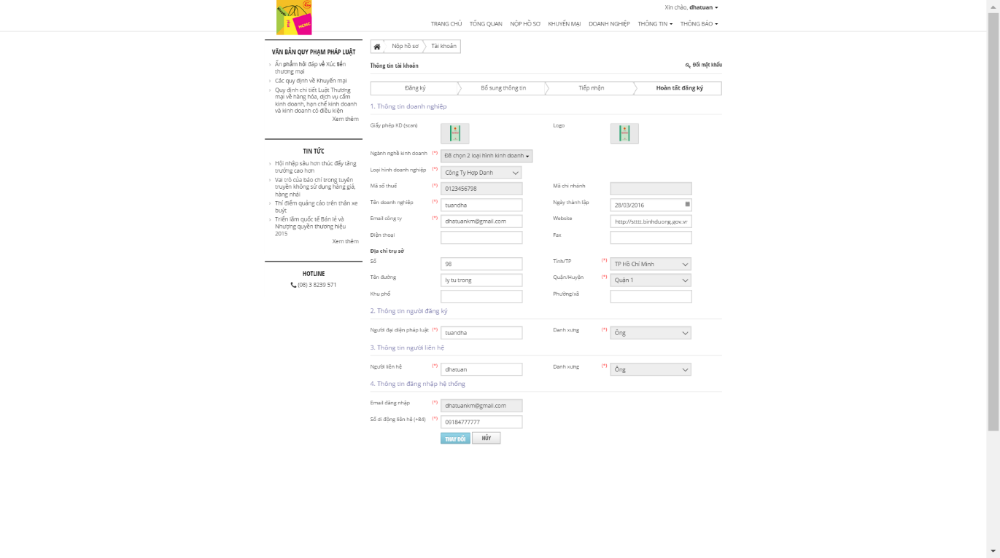 Xin chào, dhatuan
mại
HCMC
TRANG CHỦ TỔNG QUAN NỘP HỒ SƠ KHUYẾN MẠI DOANH NGHIỆP THÔNG TIN THÔNG BÁO
VĂN BẢN QUY PHẠM PHÁP LUẬT
Ấn phẩm hỏi đáp về Xúc tiến
thương mại
Các quy định về Khuyến mại
Quy định chi tiết Luật Thương
mại về hàng hóa, dịch vụ cấm
kinh doanh, hạn chế kinh doanh
và kinh doanh có điều kiện
Xem thêm
TIN TỨC
Hội nhập sâu hơn thúc đẩy tăng
trưởng cao hơn
Vai trò của báo chí trong tuyên
truyền không sử dụng hàng giả,
hàng nhái
Thí điểm quảng cáo trên thân xe
buýt
Triển lãm quốc tế Bán lẻ và
Nhượng quyền thương hiệu
2015
Xem thêm
HOTLINE
(08) 3 8239 571
Nộp hồ sơ Tài khoản
Thông tin tài khoản Đổi mật khẩu
Đăng ký Bổ sung thông tin Tiếp nhận Hoàn tất đăng ký
1. Thông tin doanh nghiệp
Giấy phép KD (scan) Logo
Ngành nghề kinh doanh (*) Đã chọn 2 loại hình kinh doanh
Loại hình doanh nghiệp (*) Công Ty Hợp Danh
Mã số thuế (*) 0123456798 Mã chi nhánh
Tên doanh nghiệp (*) tuandha Ngày thành lập 28/03/2016
Email công ty (*) dhatuankm@gmail.com Website http://stttt.binhduong.gov.vr
Điện thoại Fax
Địa chỉ trụ sở
Số 98 Tỉnh/TP (*) TP Hồ Chí Minh
Tên đường ly tu trong Quận/Huyện (*) Quận 1
Khu phố Phường/xã
2. Thông tin người đăng ký
Người đại diện pháp luật (*) tuandha Danh xưng (*) Ông
3. Thông tin người liên hệ
Người liên hệ (*) dhatuan Danh xưng (*) Ông
4. Thông tin đăng nhập hệ thống
Email đăng nhập (*) dhatuankm@gmail.com
Số di động liên hệ (+84) (*) 09184777777
THAY ĐỔI HỦY